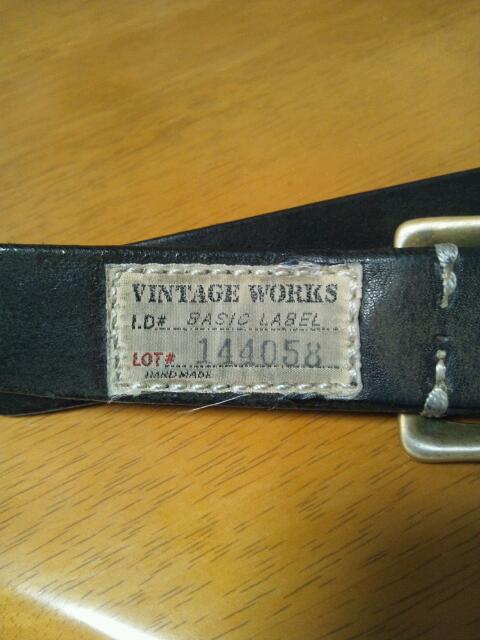 VINTAGE WORKS
I.D# BASIC LABEL
LOT# 144058
HAND MADE